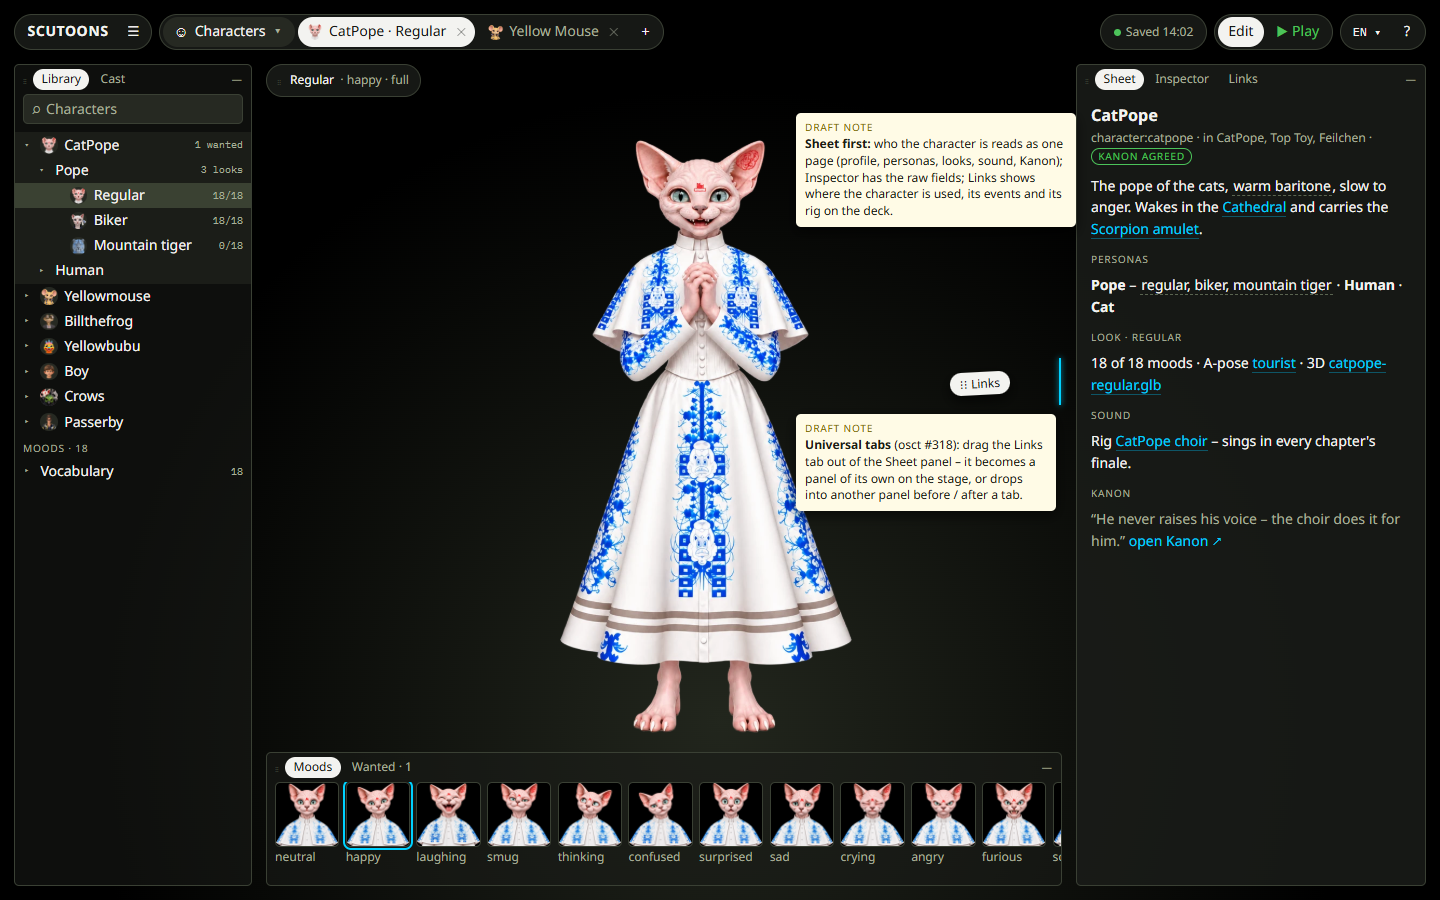 SCUTOONS
Characters
CatPope · Regular
Yellow Mouse
+
Saved 14:02
Edit
Play
EN
?
Library
Cast
Characters
CatPope 1 wanted
Pope 3 looks
Regular 18/18
Biker 18/18
Mountain tiger 0/18
Human
Yellowmouse
Billthefrog
Yellowbubu
Boy
Crows
Passerby
MOODS · 18
Vocabulary 18
Regular · happy · full
DRAFT NOTE
Sheet first: who the character is reads as one
page (profile, personas, looks, sound, Kanon);
Inspector has the raw fields; Links shows
where the character is used, its events and its
rig on the deck.
Links
DRAFT NOTE
Universal tabs (osct #318): drag the Links
tab out of the Sheet panel – it becomes a
panel of its own on the stage, or drops
into another panel before / after a tab.
Moods
Wanted · 1
neutral
happy
laughing
smug
thinking
confused
surprised
sad
crying
angry
furious
Sheet
Inspector
Links
CatPope
character:catpope · in CatPope, Top Toy, Feilchen ·
KANON AGREED
The pope of the cats, warm baritone, slow to
anger. Wakes in the Cathedral and carries the
Scorpion amulet.
PERSONAS
Pope – regular, biker, mountain tiger · Human ·
Cat
LOOK · REGULAR
18 of 18 moods · A-pose tourist · 3D catpope-
regular.glb
SOUND
Rig CatPope choir – sings in every chapter's
finale.
KANON
“He never raises his voice – the choir does it for
him.” open Kanon ↗